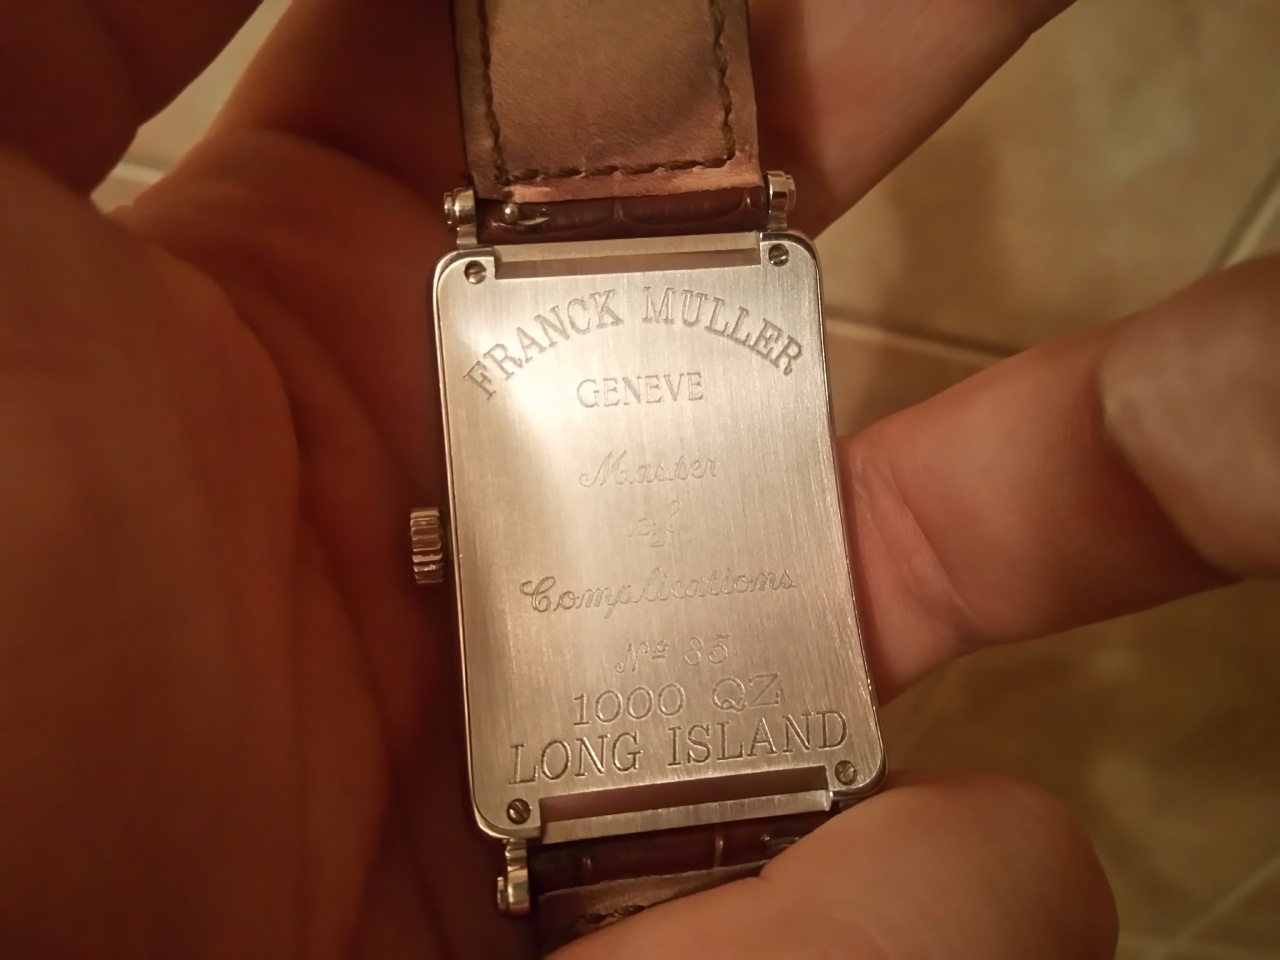 FRANCK MULLER
GENEVE
Master
of
Complications
Nº 85
1000 QZ
LONG ISLAND